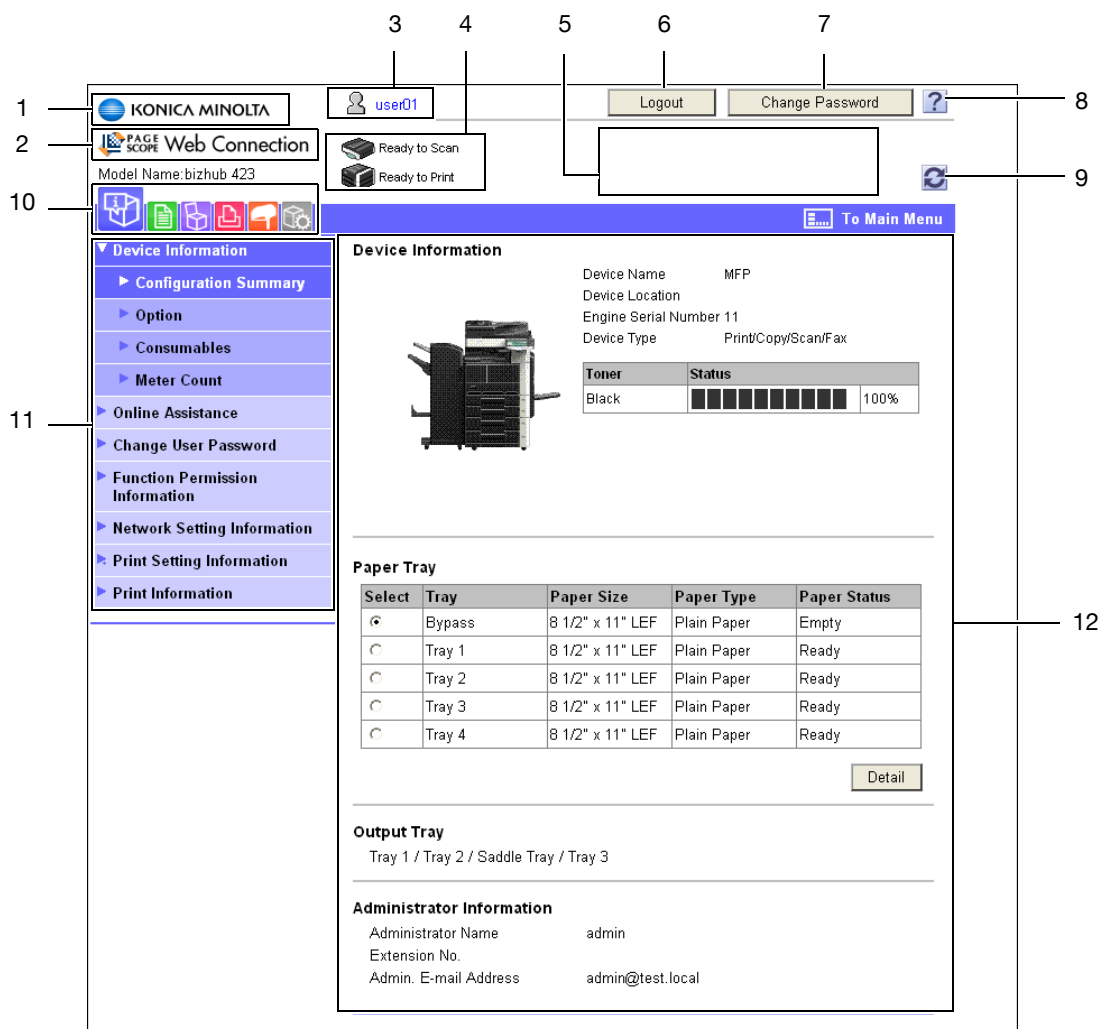 3 4 5 6 7
1 KONICA MINOLTA user01 Logout Change Password ? 8
2 PAGE SCOPE Web Connection Ready to Scan
Model Name:bizhub 423 Ready to Print 9
10 To Main Menu
Device Information
Configuration Summary
Option
Consumables
Meter Count
11 Online Assistance
Change User Password
Function Permission
Information
Network Setting Information
Print Setting Information
Print Information
Device Information
Device Name MFP
Device Location
Engine Serial Number 11
Device Type Print/Copy/Scan/Fax
Toner Status
Black 100%
Paper Tray
Select Tray Paper Size Paper Type Paper Status
Bypass 8 1/2" x 11" LEF Plain Paper Empty
Tray 1 8 1/2" x 11" LEF Plain Paper Ready
Tray 2 8 1/2" x 11" LEF Plain Paper Ready
Tray 3 8 1/2" x 11" LEF Plain Paper Ready
Tray 4 8 1/2" x 11" LEF Plain Paper Ready
12
Detail
Output Tray
Tray 1 / Tray 2 / Saddle Tray / Tray 3
Administrator Information
Administrator Name admin
Extension No.
Admin. E-mail Address admin@test.local